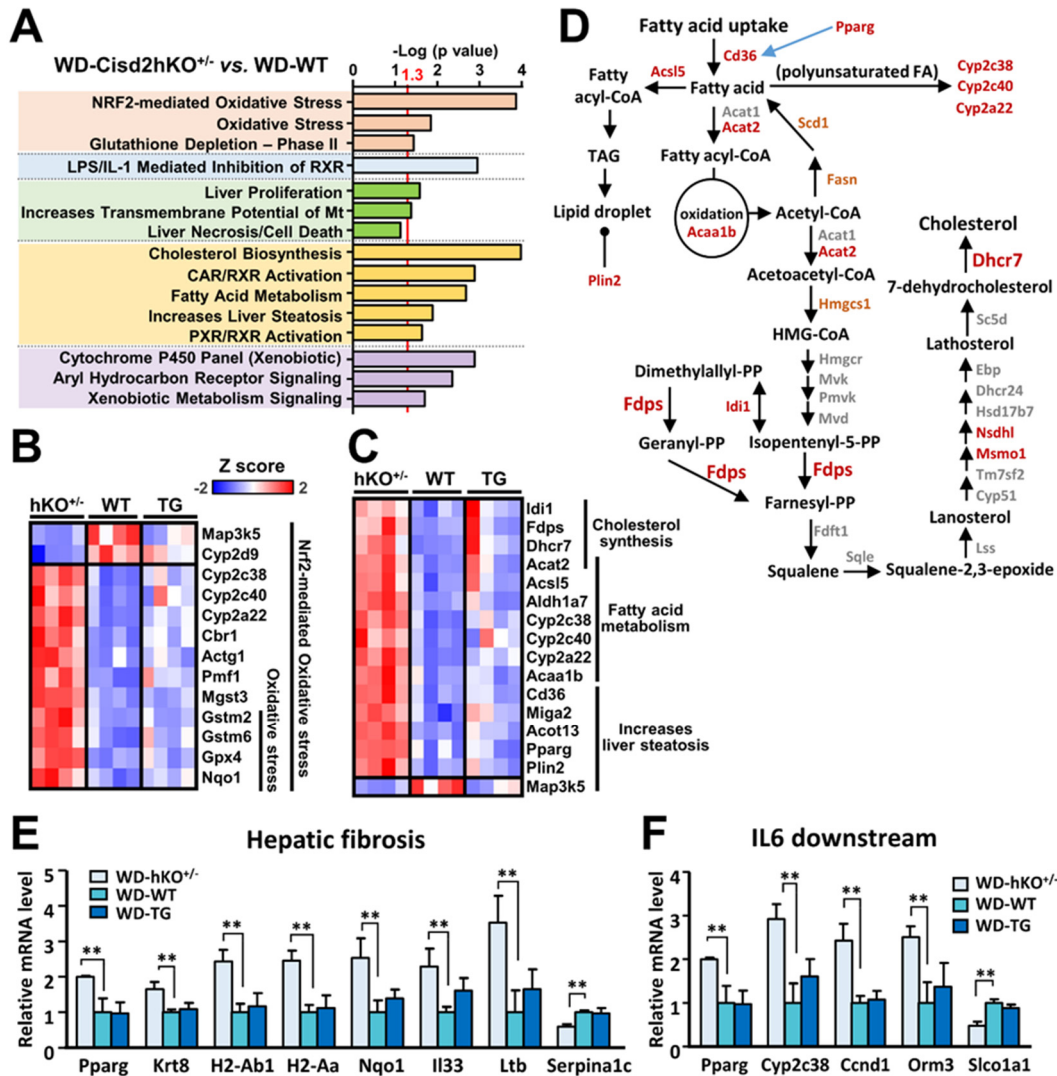 A
WD-Cisd2hKO+/- vs. WD-WT
-Log (p value)
0 1 1.3 2 3 4
NRF2-mediated Oxidative Stress
Oxidative Stress
Glutathione Depletion – Phase II
LPS/IL-1 Mediated Inhibition of RXR
Liver Proliferation
Increases Transmembrane Potential of Mt
Liver Necrosis/Cell Death
Cholesterol Biosynthesis
CAR/RXR Activation
Fatty Acid Metabolism
Increases Liver Steatosis
PXR/RXR Activation
Cytochrome P450 Panel (Xenobiotic)
Aryl Hydrocarbon Receptor Signaling
Xenobiotic Metabolism Signaling
B
Z score
-2 2
hKO+/- WT TG
Map3k5
Cyp2d9
Cyp2c38
Cyp2c40
Cyp2a22
Cbr1
Actg1
Pmf1
Mgst3
Gstm2
Gstm6
Gpx4
Nqo1
Oxidative stress
Nrf2-mediated Oxidative stress
C
hKO+/- WT TG
Idi1
Fdps
Dhcr7
Acat2
Acsl5
Aldh1a7
Cyp2c38
Cyp2c40
Cyp2a22
Acaa1b
Cd36
Miga2
Acot13
Pparg
Plin2
Map3k5
Cholesterol
synthesis
Fatty acid
metabolism
Increases
liver steatosis
D
Fatty acid uptake
Pparg
Cd36
Fatty
acyl-CoA
Acsl5
Fatty acid
(polyunsaturated FA)
Cyp2c38
Cyp2c40
Cyp2a22
Acat1
Acat2
Scd1
TAG
Fatty acyl-CoA
Fasn
Lipid droplet
oxidation
Acaa1b
Acetyl-CoA
Cholesterol
Acat1
Acat2
Dhcr7
Plin2
Acetoacetyl-CoA
7-dehydrocholesterol
Hmgcs1
Sc5d
HMG-CoA
Lathosterol
Hmgcr
Mvk
Pmvk
Mvd
Ebp
Dhcr24
Hsd17b7
Nsdhl
Msmo1
Tm7sf2
Cyp51
Dimethylallyl-PP
Fdps
Idi1
Geranyl-PP
Isopentenyl-5-PP
Fdps
Fdps
Farnesyl-PP
Lanosterol
Fdft1
Lss
Squalene
Sqle
Squalene-2,3-epoxide
E
Hepatic fibrosis
Relative mRNA level
5
4
3
2
1
0
WD-hKO+/-
WD-WT
WD-TG
** ** ** ** ** ** ** **
Pparg Krt8 H2-Ab1 H2-Aa Nqo1 Il33 Ltb Serpina1c
F
IL6 downstream
Relative mRNA level
4
3
2
1
0
WD-hKO+/-
WD-WT
WD-TG
** ** ** ** **
Pparg Cyp2c38 Ccnd1 Orm3 Slco1a1